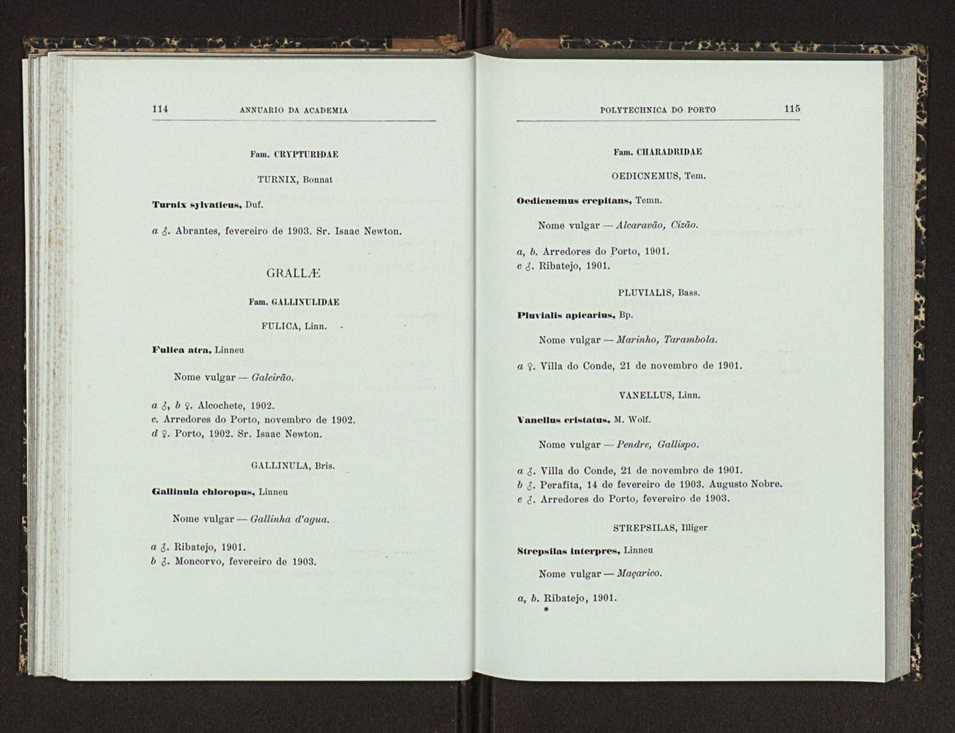 114 ANNUARIO DA ACADEMIA
Fam. CRYPTURIDAE
TURNIX, Bonnat
Turnix sylvaticus, Duf.
a ♂. Abrantes, fevereiro de 1903. Sr. Isaac Newton.
GRALLÆ
Fam. GALLINULIDAE
FULICA, Linn.
Fulica atra, Linneu
Nome vulgar — Galeirão.
a ♂, b ♀. Alcochete, 1902.
c. Arredores do Porto, novembro de 1902.
d ♀. Porto, 1902. Sr. Isaac Newton.
GALLINULA, Bris.
Gallinula chloropus, Linneu
Nome vulgar — Gallinha d'agua.
a ♂. Ribatejo, 1901.
b ♂. Moncorvo, fevereiro de 1903.
POLYTECHNICA DO PORTO 115
Fam. CHARADRIDAE
OEDICNEMUS, Tem.
Oedicnemus crepitans, Temn.
Nome vulgar — Alcaravão, Cizão.
a, b. Arredores do Porto, 1901.
c ♂. Ribatejo, 1901.
PLUVIALIS, Bass.
Pluvialis apicarius, Bp.
Nome vulgar — Marinho, Tarambola.
a ♀. Villa do Conde, 21 de novembro de 1901.
VANELLUS, Linn.
Vanellus cristatus, M. Wolf.
Nome vulgar — Pendre, Gallispo.
a ♂. Villa do Conde, 21 de novembro de 1901.
b ♂. Perafita, 14 de fevereiro de 1903. Augusto Nobre.
c ♂. Arredores do Porto, fevereiro de 1903.
STREPSILAS, Illiger
Strepsilas interpres, Linneu
Nome vulgar — Maçarico.
a, b. Ribatejo, 1901.
*